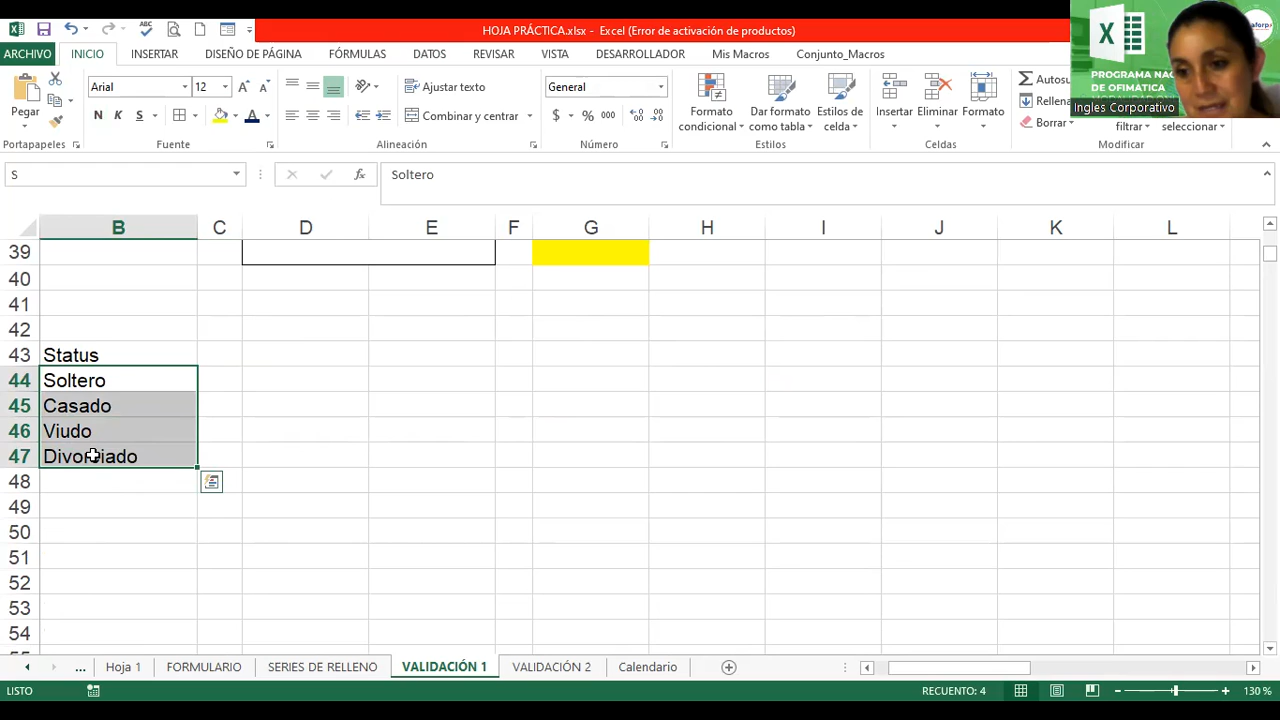 HOJA PRÁCTICA.xlsx - Excel (Error de activación de productos)
ARCHIVO INICIO INSERTAR DISEÑO DE PÁGINA FÓRMULAS DATOS REVISAR VISTA DESARROLLADOR Mis Macros Conjunto_Macros
PROGRAMA NAC
DE OFIMATICA
Ingles Corporativo
Pegar
Arial 12
N K S
Ajustar texto
Combinar y centrar
General
$ % 000
Formato condicional
Dar formato como tabla
Estilos de celda
Insertar
Eliminar
Formato
Autosu
Rellena
Borrar
filtrar
seleccionar
Portapapeles Fuente Alineación Número Estilos Celdas Modificar
S
fx
Soltero
B C D E F G H I J K L
39
40
41
42
43 Status
44 Soltero
45 Casado
46 Viudo
47 Divorciado
48
49
50
51
52
53
54
... Hoja 1 FORMULARIO SERIES DE RELLENO VALIDACIÓN 1 VALIDACIÓN 2 Calendario
LISTO RECUENTO: 4 130 %